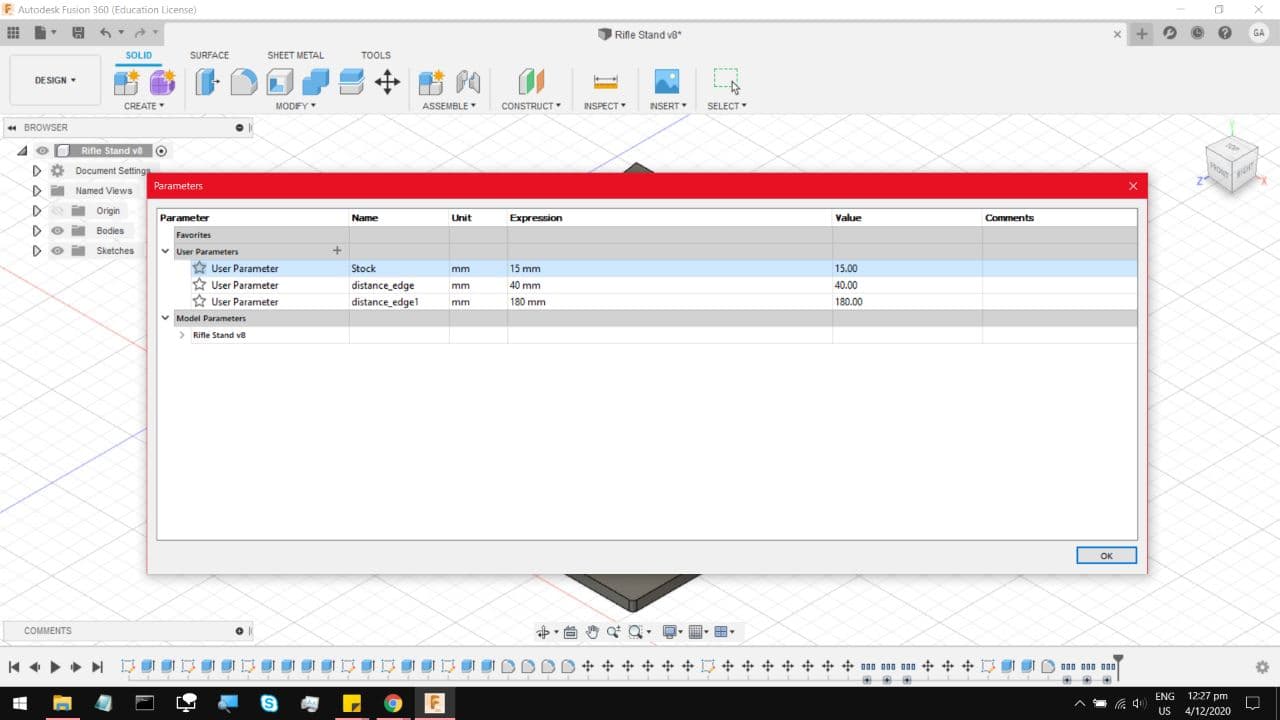 Autodesk Fusion 360 (Education License)
Rifle Stand v8*
GA
SOLID SURFACE SHEET METAL TOOLS
DESIGN
CREATE MODIFY ASSEMBLE CONSTRUCT INSPECT INSERT SELECT
BROWSER
Rifle Stand v8
Document Settings
Named Views
Origin
Bodies
Sketches
TOP
FRONT
RIGHT
Y
Z
X
Parameters
Parameter Name Unit Expression Value Comments
Favorites
User Parameters
User Parameter Stock mm 15 mm 15.00
User Parameter distance_edge mm 40 mm 40.00
User Parameter distance_edge1 mm 180 mm 180.00
Model Parameters
Rifle Stand v8
OK
COMMENTS
ENG 12:27 pm
US 4/12/2020